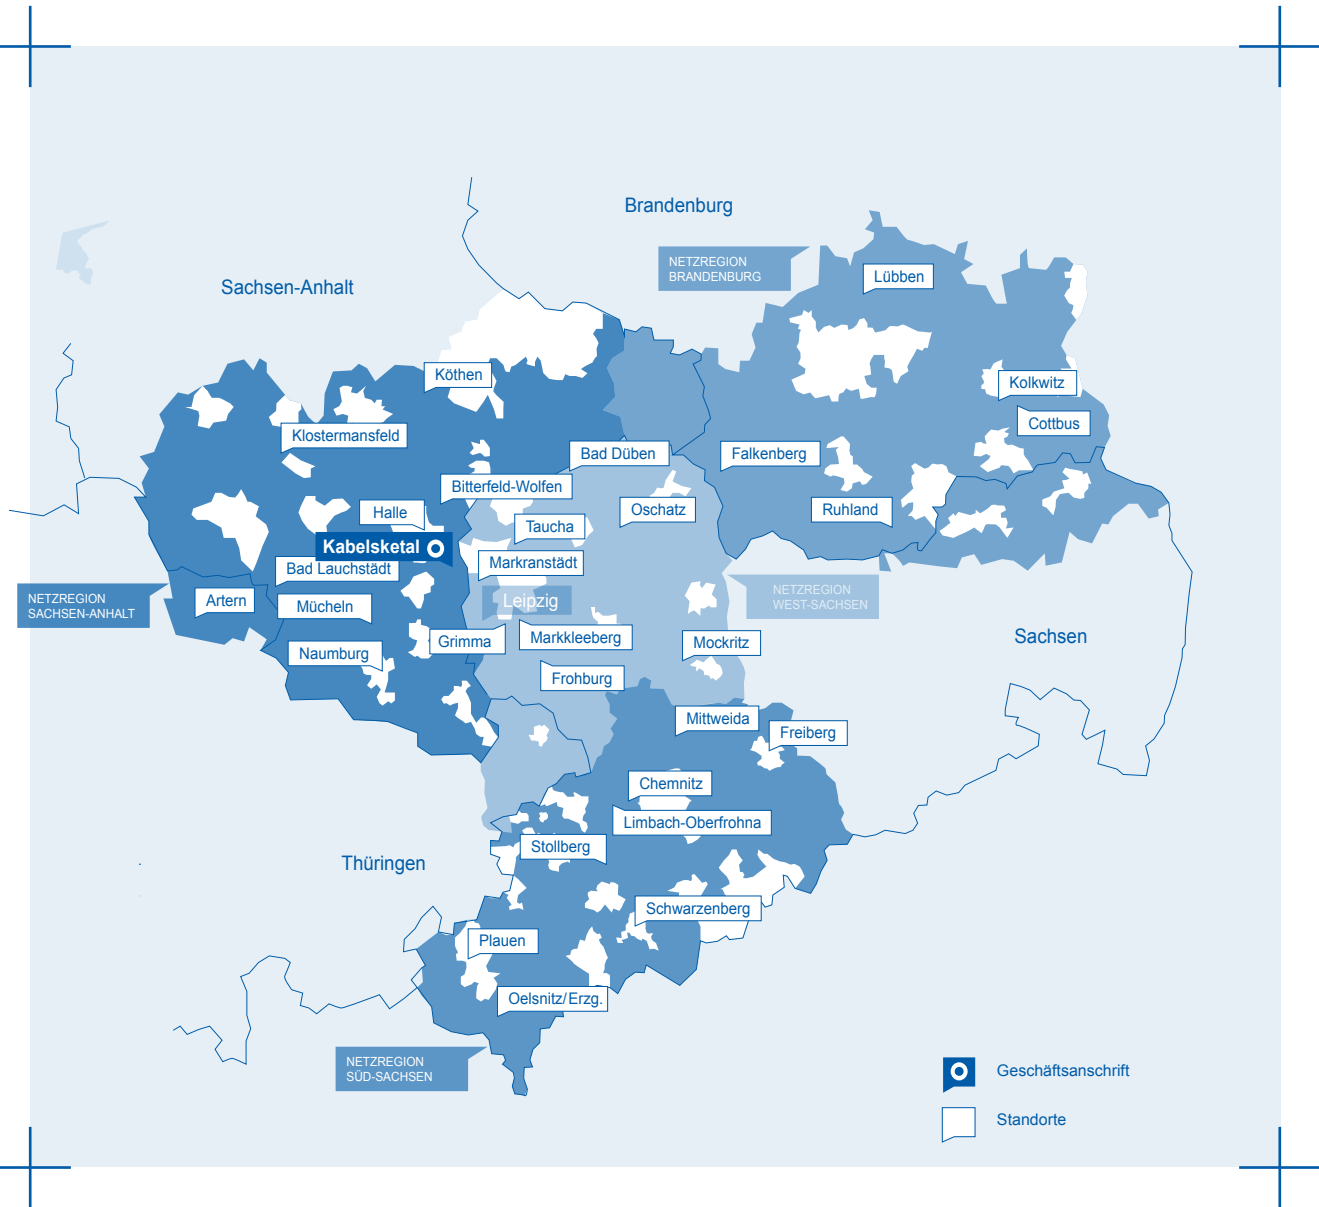 Brandenburg
NETZREGION
BRANDENBURG
Lübben
Sachsen-Anhalt
Köthen
Kolkwitz
Cottbus
Klostermansfeld
Bad Düben
Falkenberg
Bitterfeld-Wolfen
Oschatz
Ruhland
Halle
Taucha
Kabelsketal
Markranstädt
Bad Lauchstädt
NETZREGION
SACHSEN-ANHALT
Artern
Mücheln
Leipzig
NETZREGION
WEST-SACHSEN
Grimma
Markkleeberg
Mockritz
Sachsen
Naumburg
Frohburg
Mittweida
Freiberg
Chemnitz
Limbach-Oberfrohna
Stollberg
Thüringen
Schwarzenberg
Plauen
Oelsnitz/Erzg.
NETZREGION
SÜD-SACHSEN
Geschäftsanschrift
Standorte